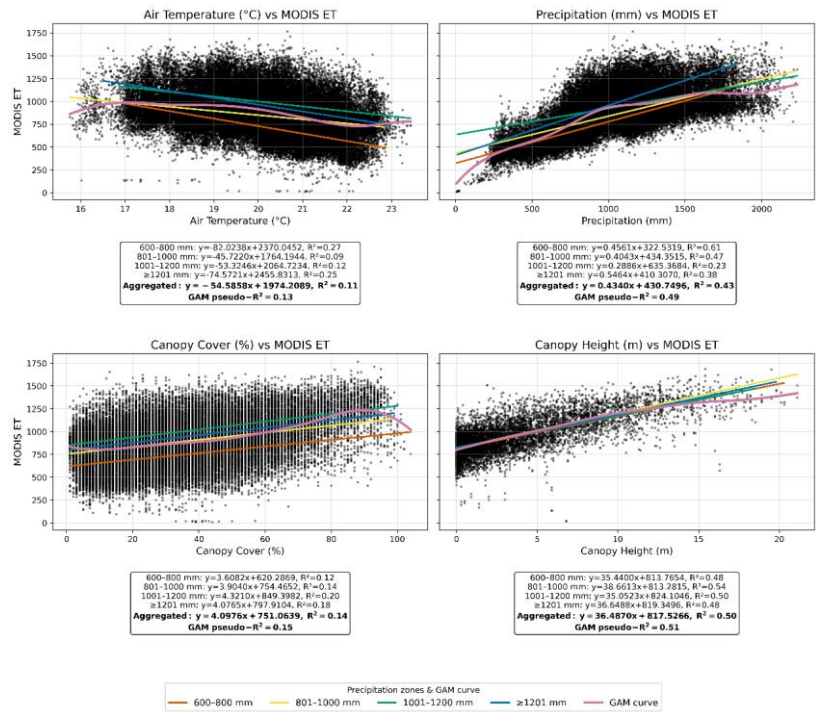 Air Temperature (°C) vs MODIS ET
MODIS ET
1750
1500
1250
1000
750
500
250
0
16 17 18 19 20 21 22 23
Air Temperature (°C)
600–800 mm: y=-82.0238x+2370.0452, R²=0.27
801–1000 mm: y=-45.7220x+1764.1944, R²=0.09
1001–1200 mm: y=-53.3246x+2064.7234, R²=0.12
≥1201 mm: y=-74.5721x+2455.8313, R²=0.25
Aggregated: y = − 54.5858x + 1974.2089, R² = 0.11
GAM pseudo–R² = 0.13
Precipitation (mm) vs MODIS ET
0 500 1000 1500 2000
Precipitation (mm)
600–800 mm: y=0.4561x+322.5319, R²=0.61
801–1000 mm: y=0.4043x+434.3515, R²=0.47
1001–1200 mm: y=0.2886x+635.3684, R²=0.23
≥1201 mm: y=0.5464x+410.3070, R²=0.38
Aggregated: y = 0.4340x + 430.7496, R² = 0.43
GAM pseudo–R² = 0.49
Canopy Cover (%) vs MODIS ET
MODIS ET
1750
1500
1250
1000
750
500
250
0
0 20 40 60 80 100
Canopy Cover (%)
600–800 mm: y=3.6082x+620.2869, R²=0.12
801–1000 mm: y=3.9040x+754.4652, R²=0.14
1001–1200 mm: y=4.3210x+849.3982, R²=0.20
≥1201 mm: y=4.0765x+797.9104, R²=0.18
Aggregated: y = 4.0976x + 751.0639, R² = 0.14
GAM pseudo–R² = 0.15
Canopy Height (m) vs MODIS ET
0 5 10 15 20
Canopy Height (m)
600–800 mm: y=35.4400x+813.7654, R²=0.48
801–1000 mm: y=38.6613x+813.2815, R²=0.54
1001–1200 mm: y=35.0523x+824.1046, R²=0.50
≥1201 mm: y=36.6488x+819.3496, R²=0.48
Aggregated: y = 36.4870x + 817.5266, R² = 0.50
GAM pseudo–R² = 0.51
Precipitation zones & GAM curve
600–800 mm 801–1000 mm 1001–1200 mm ≥1201 mm GAM curve